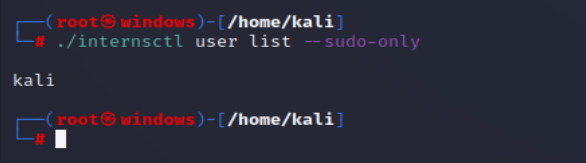 ┌──(root㉿windows)-[/home/kali]
└─# ./internsctl user list --sudo-only
kali
┌──(root㉿windows)-[/home/kali]
└─#